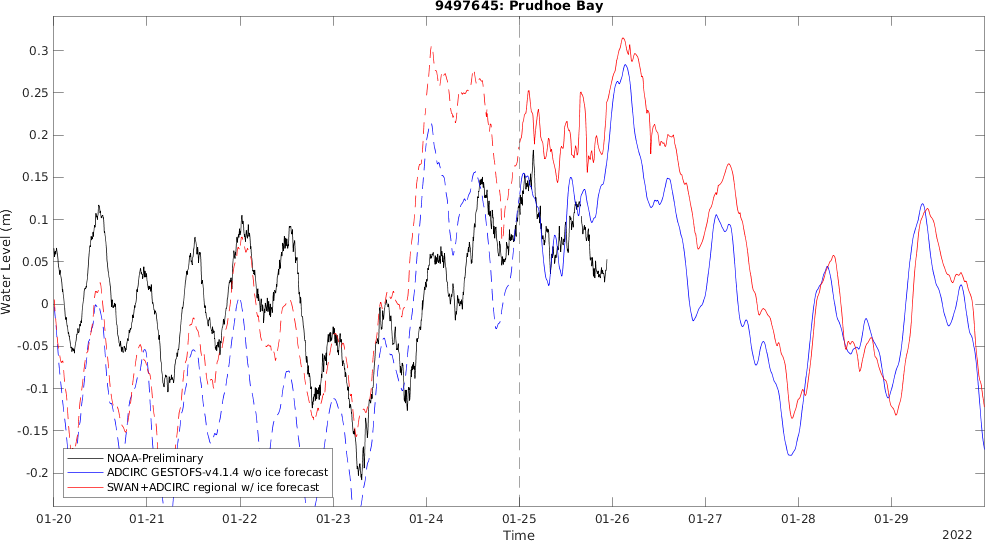 9497645: Prudhoe Bay
0.3
0.25
0.2
0.15
0.1
0.05
0
-0.05
-0.1
-0.15
-0.2
Water Level (m)
NOAA-Preliminary
ADCIRC GESTOFS-v4.1.4 w/o ice forecast
SWAN+ADCIRC regional w/ ice forecast
01-20 01-21 01-22 01-23 01-24 01-25 01-26 01-27 01-28 01-29
Time
2022